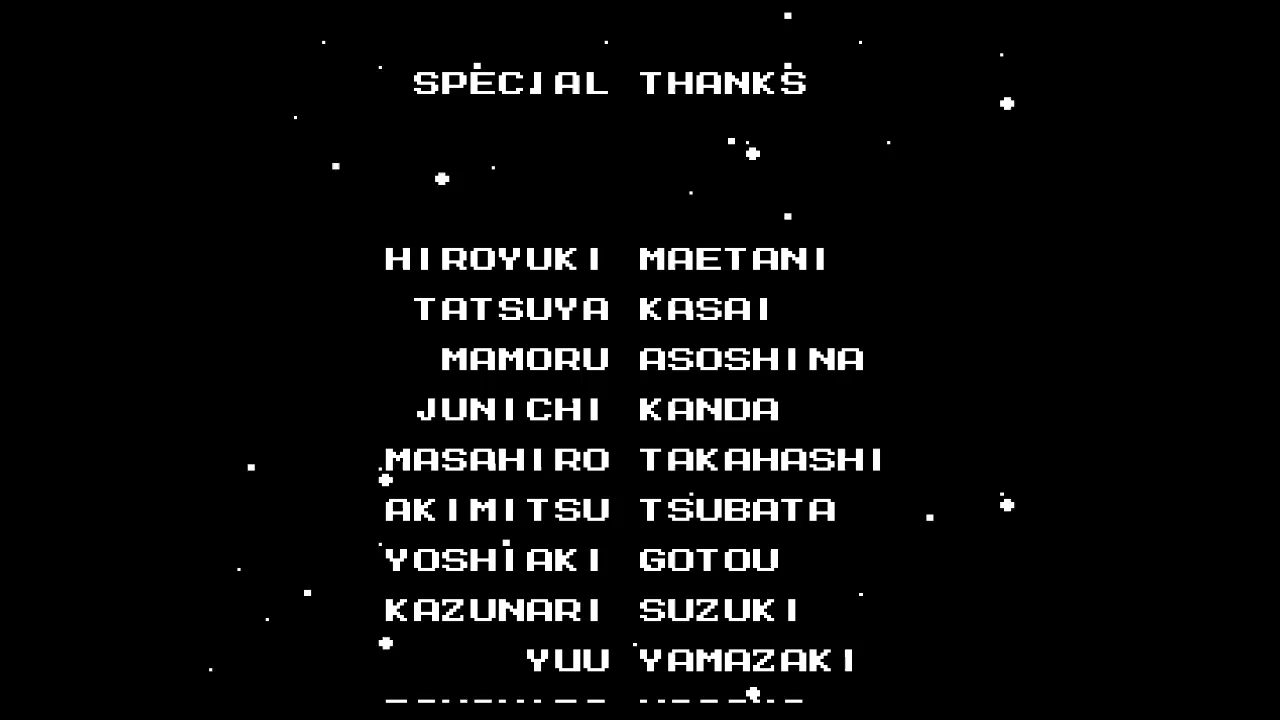 SPECIAL THANKS
HIROYUKI MAETANI
TATSUYA KASAI
MAMORU ASOSHINA
JUNICHI KANDA
MASAHIRO TAKAHASHI
AKIMITSU TSUBATA
YOSHIAKI GOTOU
KAZUNARI SUZUKI
YUU YAMAZAKI